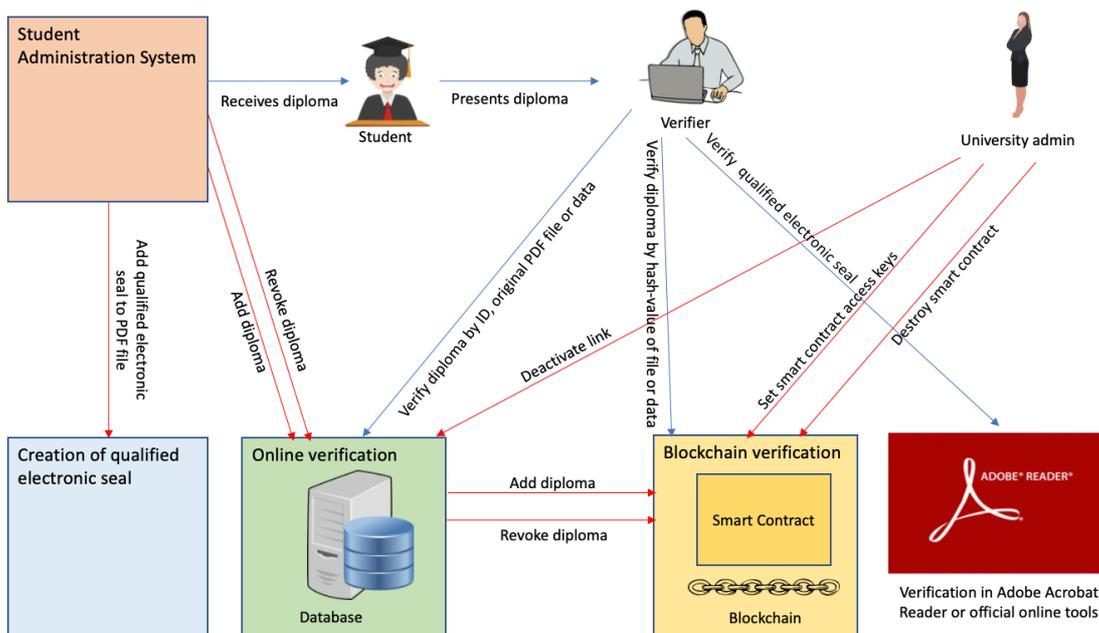 Student
Administration System
Receives diploma
Student
Presents diploma
Verifier
University admin
Add qualified electronic
seal to PDF file
Add diploma
Revoke diploma
Verify diploma by ID, original PDF file or data
Verify diploma by hash-value of file or data
Verify qualified electronic seal
Deactivate link
Set smart contract access keys
Destroy smart contract
Creation of qualified
electronic seal
Online verification
Database
Add diploma
Revoke diploma
Blockchain verification
Smart Contract
Blockchain
ADOBE® READER®
Verification in Adobe Acrobat
Reader or official online tools